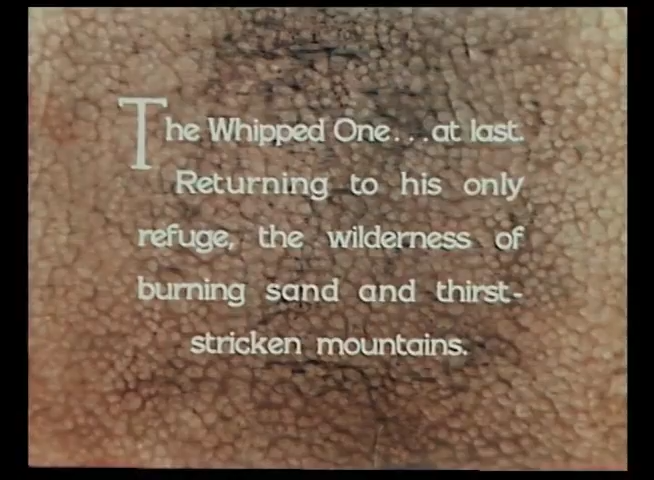 The Whipped One...at last.
Returning to his only
refuge, the wilderness of
burning sand and thirst-
stricken mountains.